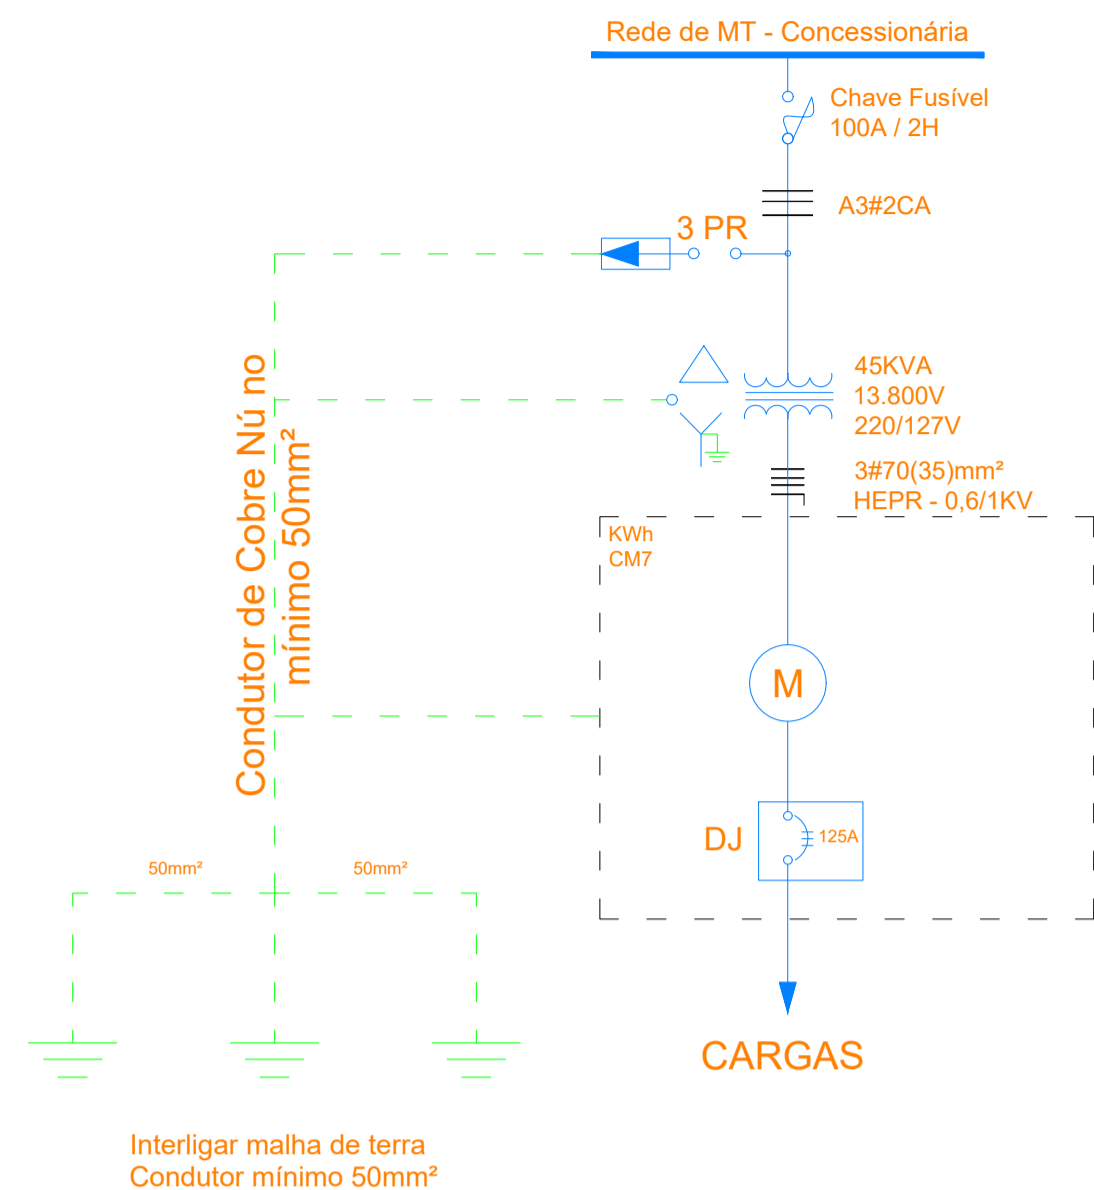 Rede de MT - Concessionária
Chave Fusível
100A / 2H
A3#2CA
3 PR
45KVA
13.800V
220/127V
3#70(35)mm²
HEPR - 0,6/1KV
Condutor de Cobre Nú no
mínimo 50mm²
KWh
CM7
M
DJ
125A
50mm²
50mm²
CARGAS
Interligar malha de terra
Condutor mínimo 50mm²